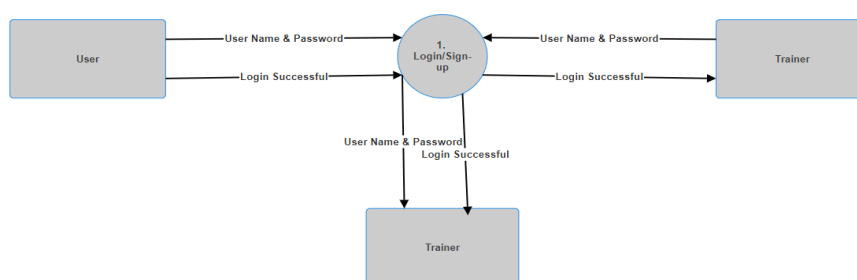 User Name & Password
1.
Login/Sign-
up
User Name & Password
User
Trainer
Login Successful
Login Successful
User Name & Password
Login Successful
Trainer